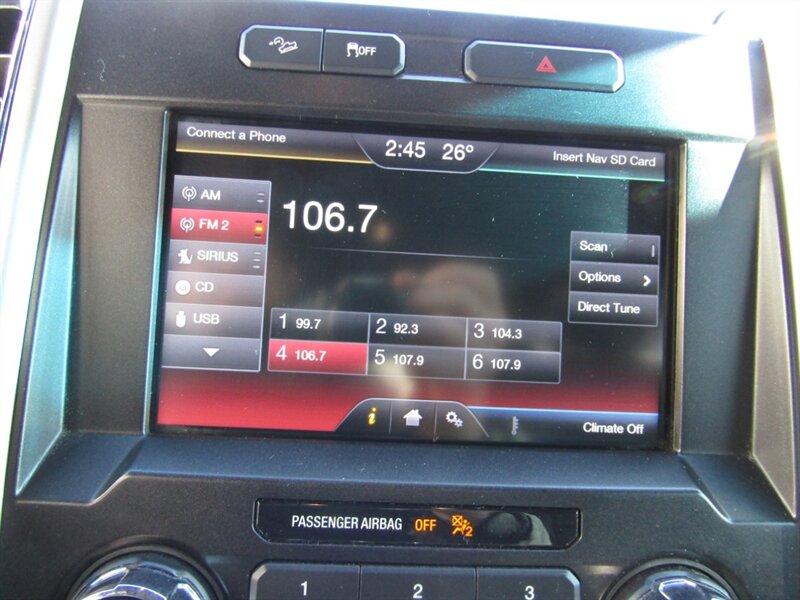 OFF
Connect a Phone
2:45 26°
Insert Nav SD Card
AM
FM 2
SIRIUS
CD
USB
106.7
Scan
Options
Direct Tune
1 99.7
2 92.3
3 104.3
4 106.7
5 107.9
6 107.9
i
Climate Off
PASSENGER AIRBAG OFF 2
1 2 3